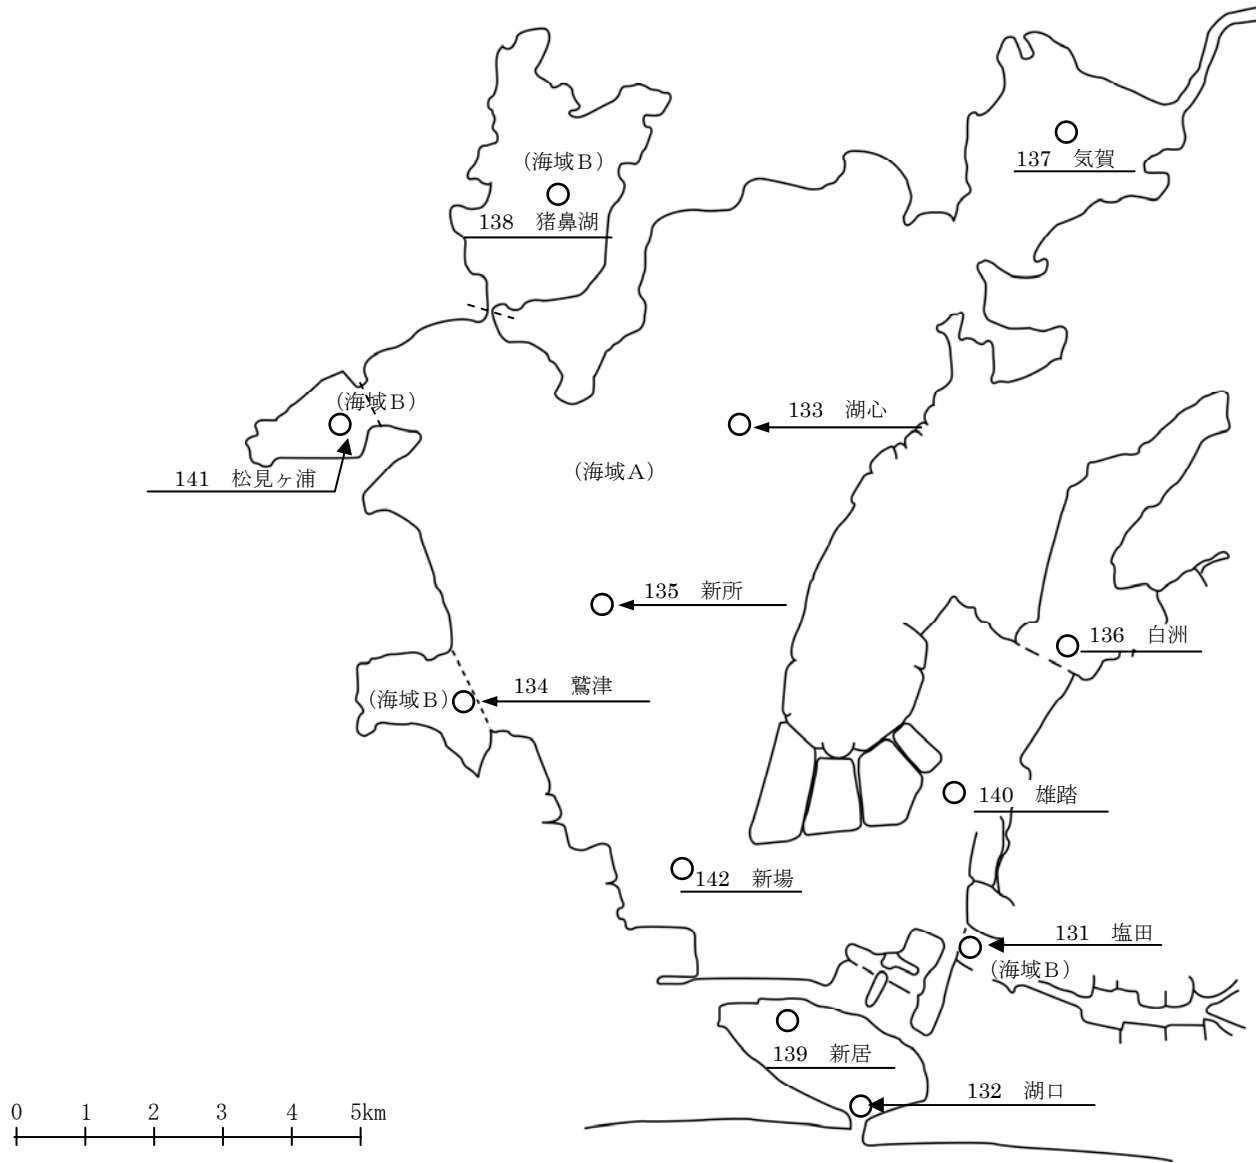 (海域B)
137　気賀
138　猪鼻湖
(海域B)
133　湖心
141　松見ヶ浦
(海域A)
135　新所
136　白洲
(海域B)
134　鷲津
140　雄踏
142　新場
131　塩田
(海域B)
139　新居
132　湖口
0 1 2 3 4 5km